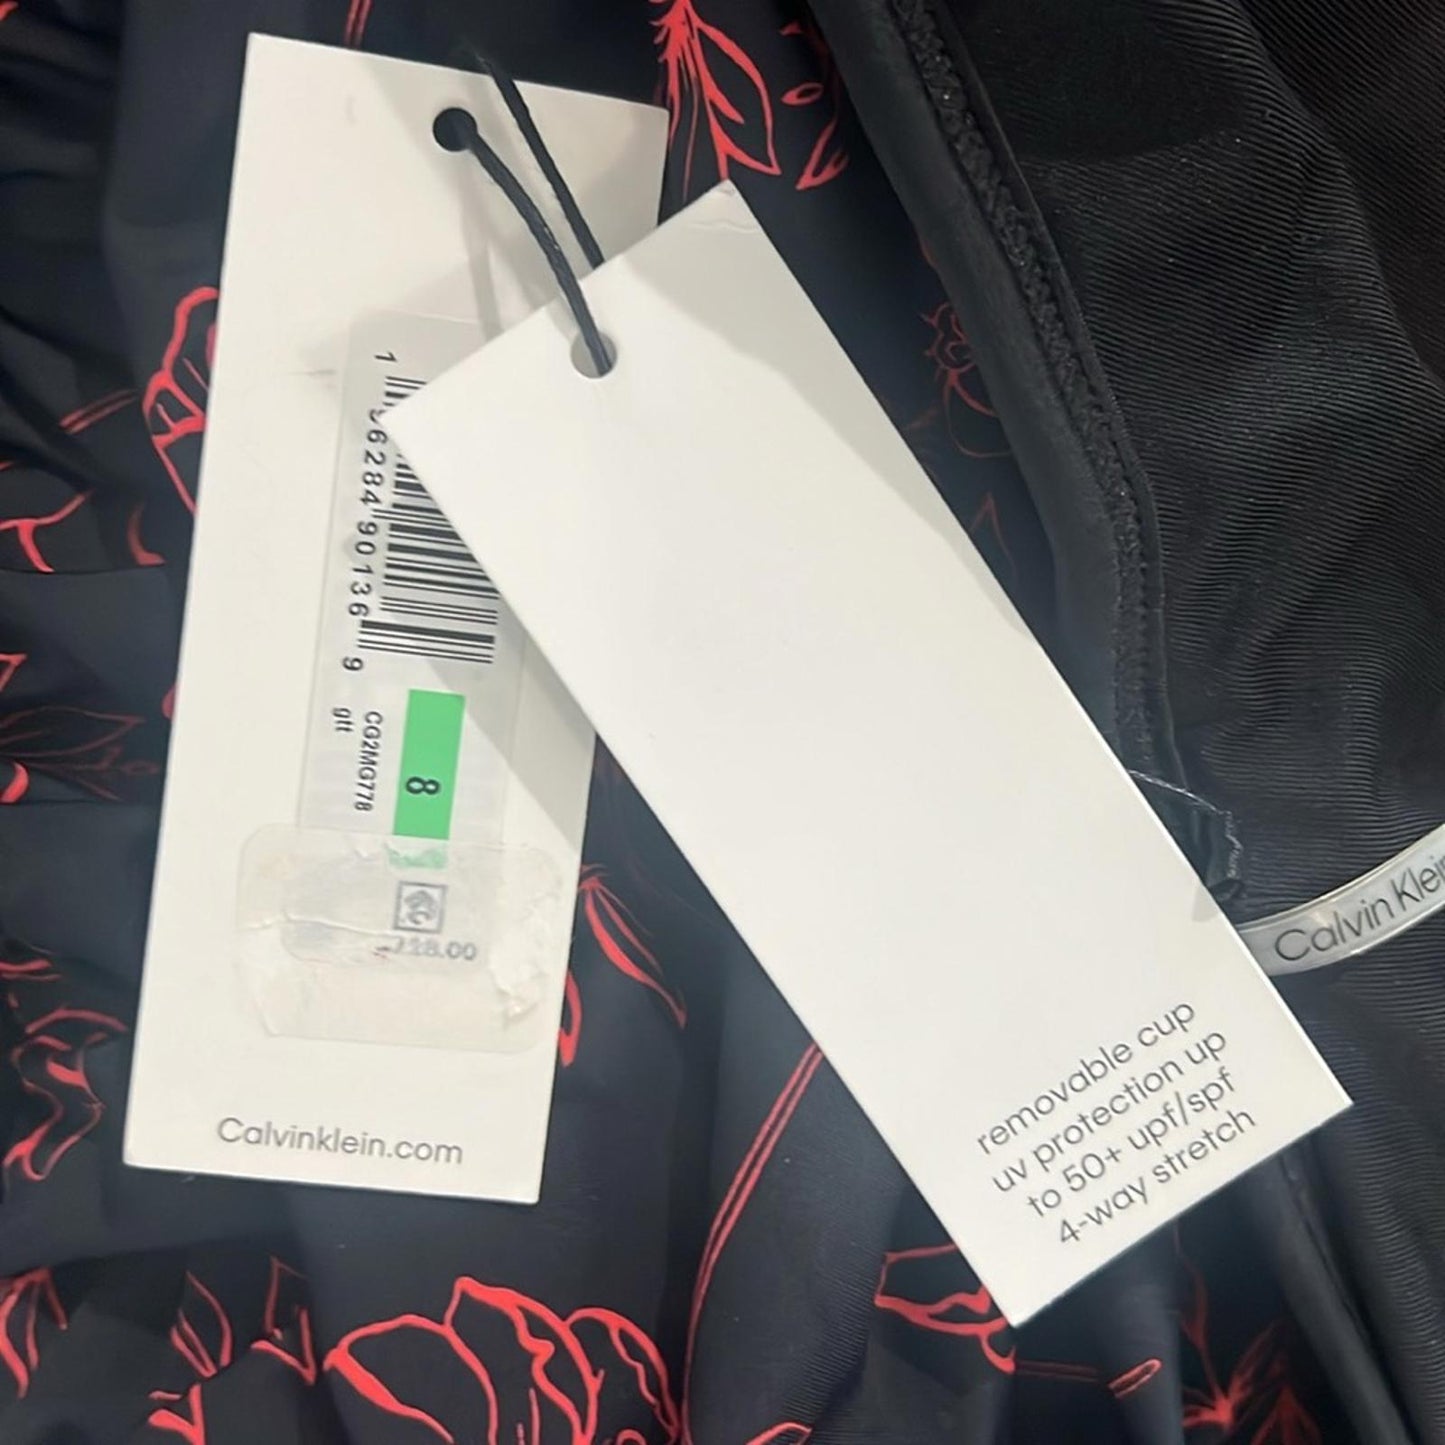 1 96284 90136 9
CG2MG778
gtt
8
Calvinklein.com
removable cup
uv protection up
to 50+ upf/spf
4-way stretch
Calvin Klein